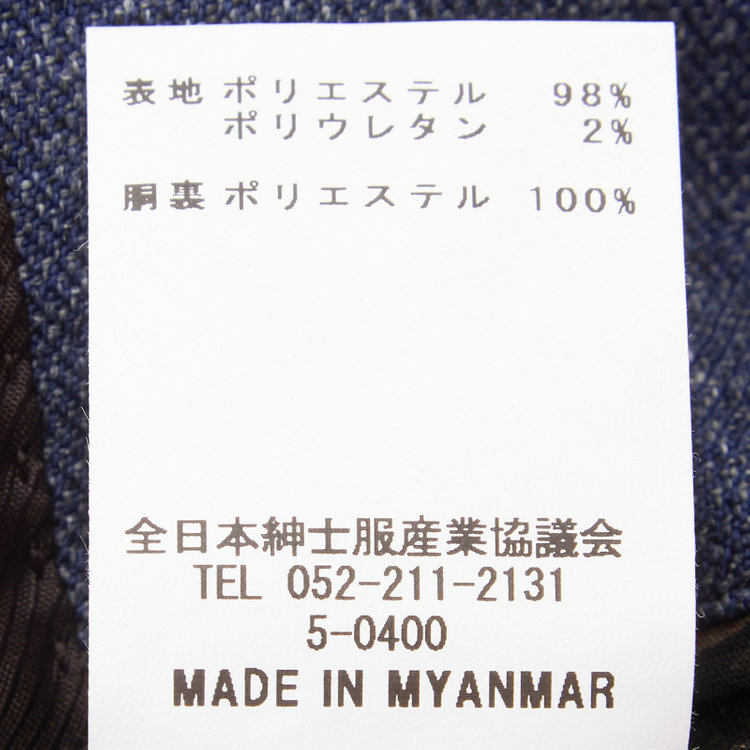 表地 ポリエステル 98%
ポリウレタン 2%
胴裏 ポリエステル 100%
全日本紳士服産業協議会
TEL 052-211-2131
5-0400
MADE IN MYANMAR